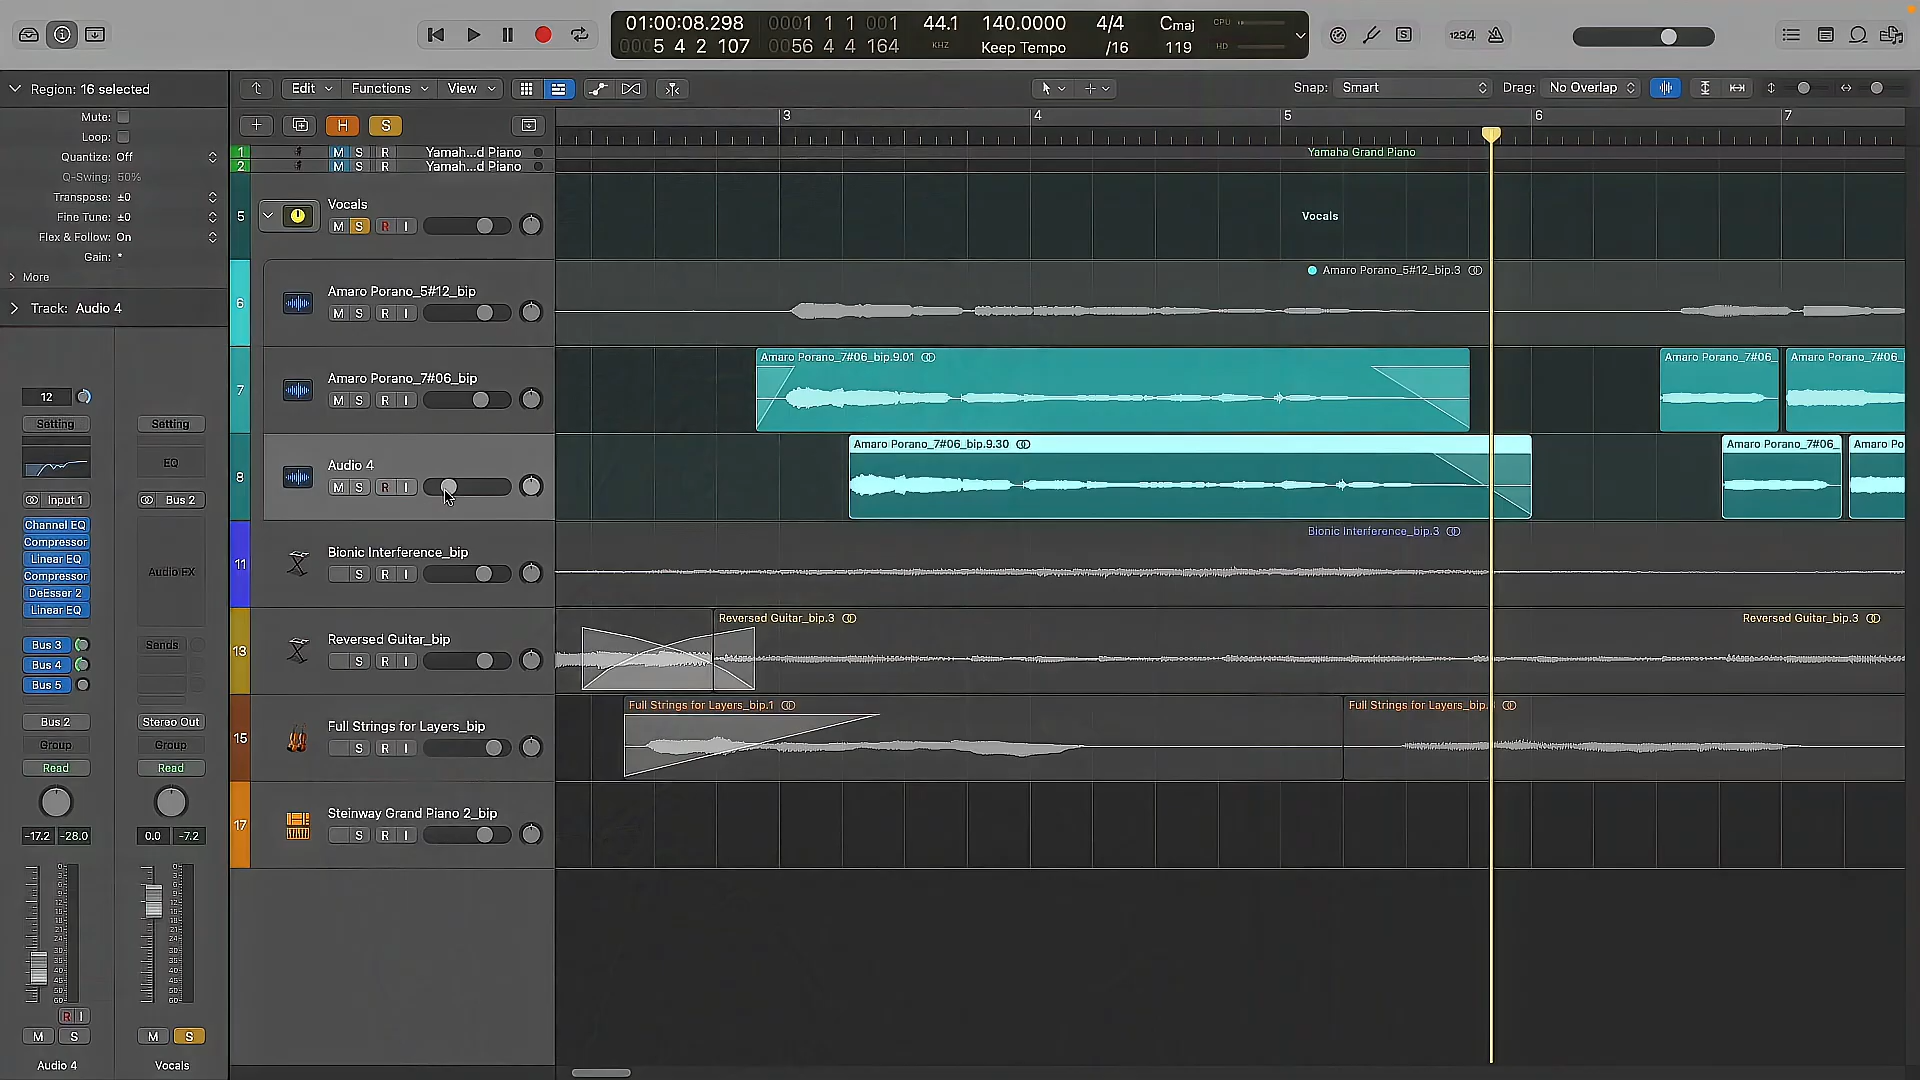 01:00:08.298
0005 4 2 107
0001 1 1 001
0056 4 4 164
44.1
KHZ
140.0000
Keep Tempo
4/4
/16
Cmaj
119
CPU
HD
1234
Region: 16 selected
Mute:
Loop:
Quantize: Off
Q-Swing: 50%
Transpose: ±0
Fine Tune: ±0
Flex & Follow: On
Gain:
More
Track: Audio 4
Edit
Functions
View
Snap: Smart
Drag: No Overlap
H
S
3
4
5
6
7
1 M S R Yamah...d Piano
2 M S R Yamah...d Piano
Yamaha Grand Piano
5
Vocals
M S R I
Vocals
6
Amaro Porano_5#12_bip
M S R I
Amaro Porano_5#12_bip.3
7
Amaro Porano_7#06_bip
M S R I
Amaro Porano_7#06_bip.9.01
Amaro Porano_7#06_
Amaro Porano_7#06_
8
Audio 4
M S R I
Amaro Porano_7#06_bip.9.30
Amaro Porano_7#06_
Amaro Po
11
Bionic Interference_bip
S R I
Bionic Interference_bip.3
13
Reversed Guitar_bip
S R I
Reversed Guitar_bip.3
Reversed Guitar_bip.3
15
Full Strings for Layers_bip
S R I
Full Strings for Layers_bip.1
Full Strings for Layers_bip.
17
Steinway Grand Piano 2_bip
S R I
12
Setting
Setting
EQ
Input 1
Bus 2
Channel EQ
Compressor
Linear EQ
Compressor
DeEsser 2
Linear EQ
Audio FX
Bus 3
Bus 4
Bus 5
Sends
Bus 2
Stereo Out
Group
Group
Read
Read
-17.2 -28.0
0.0 -7.2
R I
M S
M S
Audio 4
Vocals